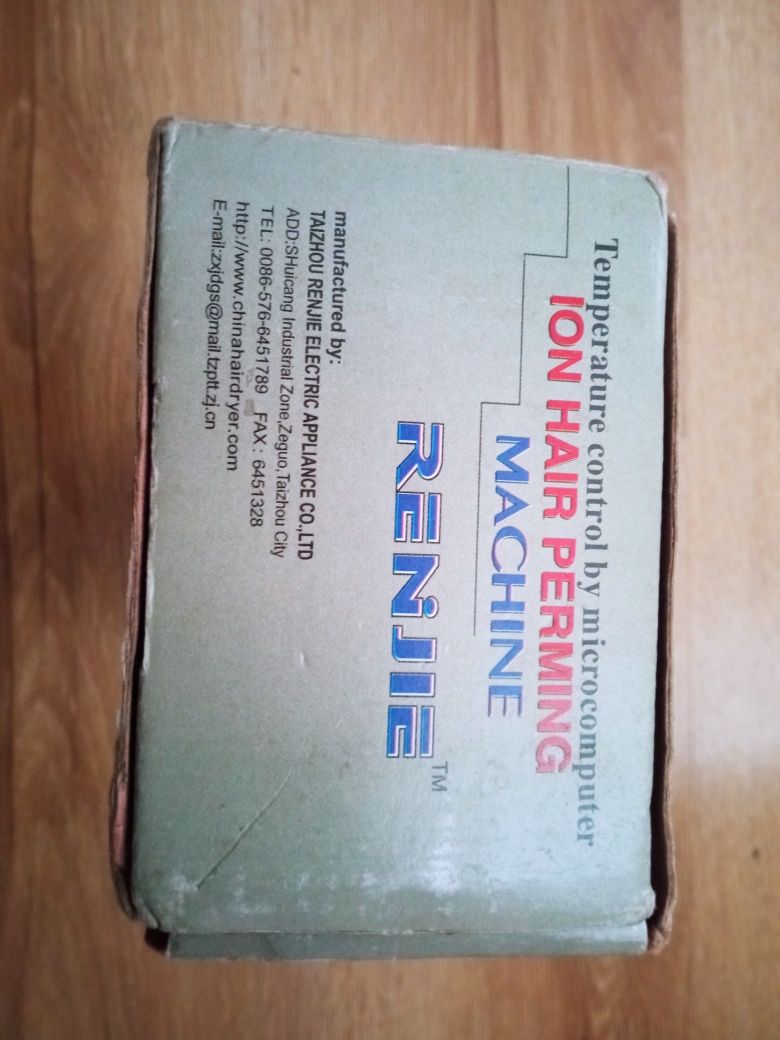 Temperature control by microcomputer
ION HAIR PERMING
MACHINE
RENJIE™
manufactured by:
TAIZHOU RENJIE ELECTRIC APPLIANCE CO.,LTD
ADD:SHuicang Industrial Zone,Zeguo,Taizhou City
TEL: 0086-576-6451789 FAX: 6451328
http://www.chinahairdryer.com
E-mail:zxjdgs@mail.tzptt.zj.cn